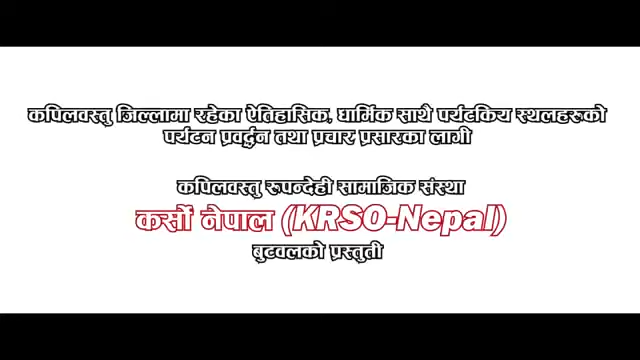 कपिलवस्तु जिल्लामा रहेका ऐतिहासिक, धार्मिक साथै पर्यटकिय स्थलहरूको
पर्यटन प्रवर्द्धन तथा प्रचार प्रसारका लागी
कपिलवस्तु रूपन्देही सामाजिक संस्था
कर्सो नेपाल (KRSO-Nepal)
बुटवलको प्रस्तुती